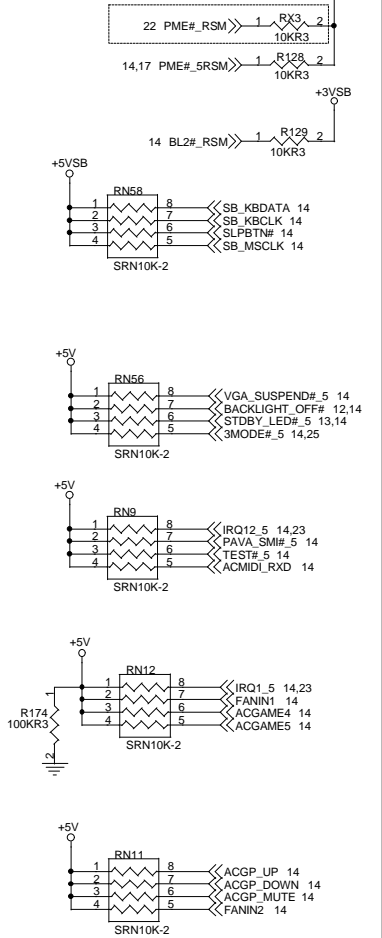 22 PME#_RSM 1 RX3 2
10KR3
14,17 PME#_5RSM 1 R128 2
10KR3
+3VSB
14 BL2#_RSM 1 R129 2
10KR3
+5VSB
RN58
1 8 SB_KBDATA 14
2 7 SB_KBCLK 14
3 6 SLPBTN# 14
4 5 SB_MSCLK 14
SRN10K-2
+5V
RN56
1 8 VGA_SUSPEND#_5 14
2 7 BACKLIGHT_OFF# 12,14
3 6 STDBY_LED#_5 13,14
4 5 3MODE#_5 14,25
SRN10K-2
+5V
RN9
1 8 IRQ12_5 14,23
2 7 PAVA_SMI#_5 14
3 6 TEST#_5 14
4 5 ACMIDI_RXD 14
SRN10K-2
+5V
RN12
1 8 IRQ1_5 14,23
2 7 FANIN1 14
3 6 ACGAME4 14
4 5 ACGAME5 14
SRN10K-2
1
R174
100KR3
2
+5V
RN11
1 8 ACGP_UP 14
2 7 ACGP_DOWN 14
3 6 ACGP_MUTE 14
4 5 FANIN2 14
SRN10K-2